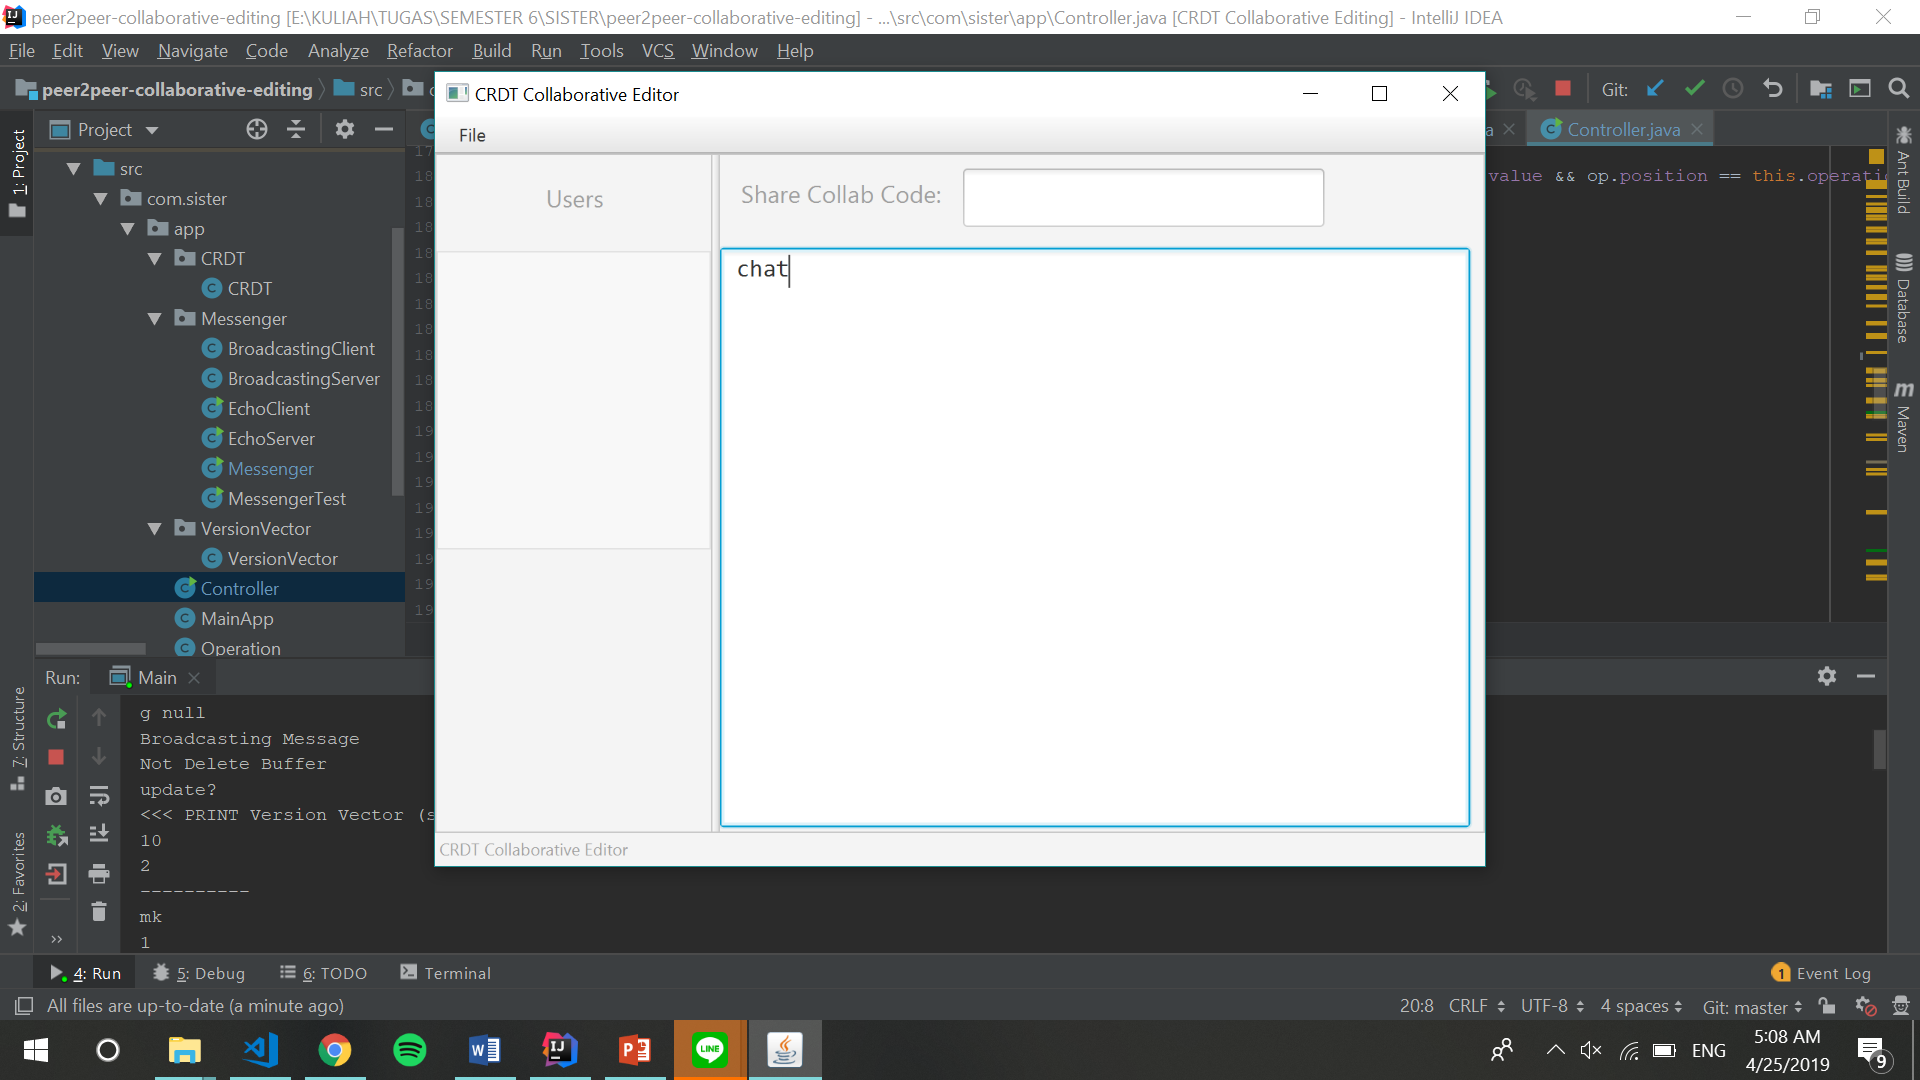 peer2peer-collaborative-editing [E:\KULIAH\TUGAS\SEMESTER 6\SISTER\peer2peer-collaborative-editing] - ...\src\com\sister\app\Controller.java [CRDT Collaborative Editing] - IntelliJ IDEA
File Edit View Navigate Code Analyze Refactor Build Run Tools VCS Window Help
peer2peer-collaborative-editing src
Git:
CRDT Collaborative Editor
File
Users
Share Collab Code:
chat
CRDT Collaborative Editor
Project
Controller.java
value && op.position == this.operati
src
com.sister
app
CRDT
CRDT
Messenger
BroadcastingClient
BroadcastingServer
EchoClient
EchoServer
Messenger
MessengerTest
VersionVector
VersionVector
Controller
MainApp
Operation
1: Project
7: Structure
2: Favorites
Ant Build
Database
Maven
Run: Main
g null
Broadcasting Message
Not Delete Buffer
update?
<<< PRINT Version Vector (s
10
2
----------
mk
1
4: Run 5: Debug 6: TODO Terminal
1 Event Log
All files are up-to-date (a minute ago)
20:8 CRLF UTF-8 4 spaces Git: master
LINE
ENG
5:08 AM
4/25/2019
9